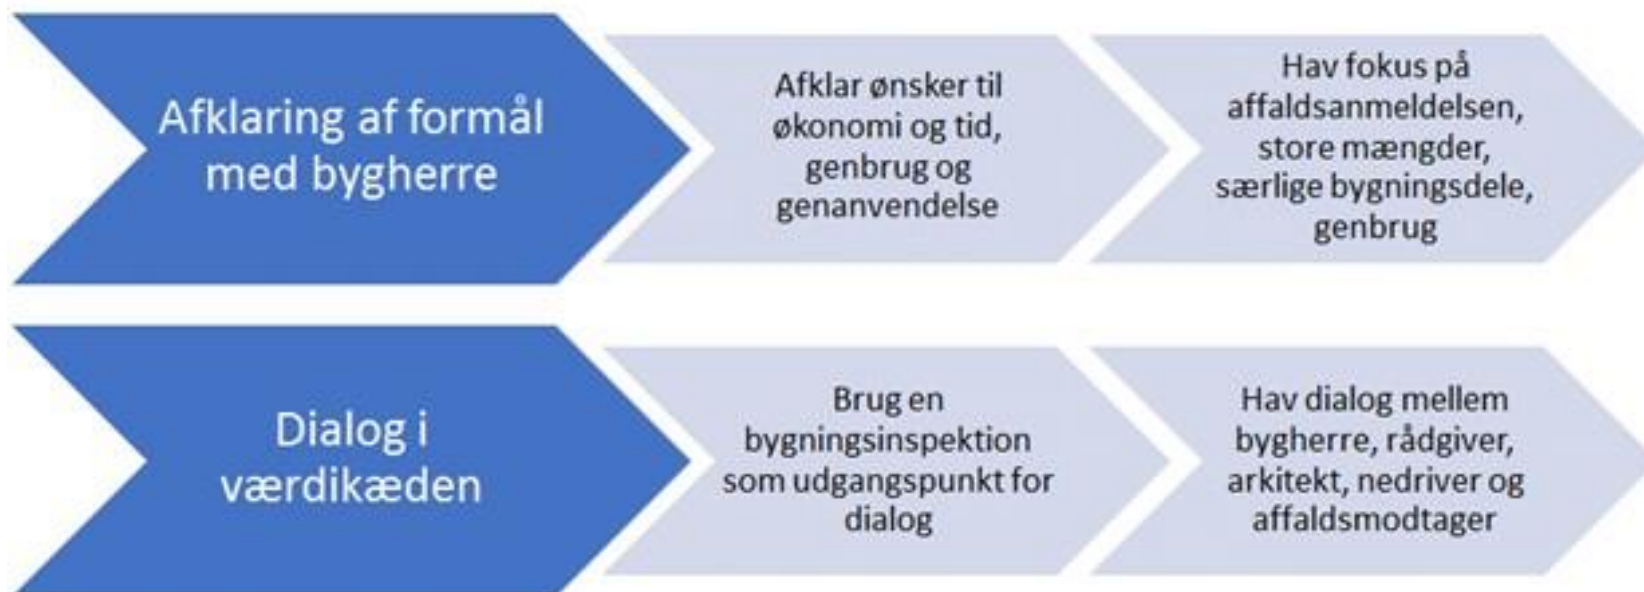 Afklaring af formål
med bygherre
Afklar ønsker til
økonomi og tid,
genbrug og
genanvendelse
Hav fokus på
affaldsanmeldelsen,
store mængder,
særlige bygningsdele,
genbrug
Dialog i
værdikæden
Brug en
bygningsinspektion
som udgangspunkt for
dialog
Hav dialog mellem
bygherre, rådgiver,
arkitekt, nedriver og
affaldsmodtager